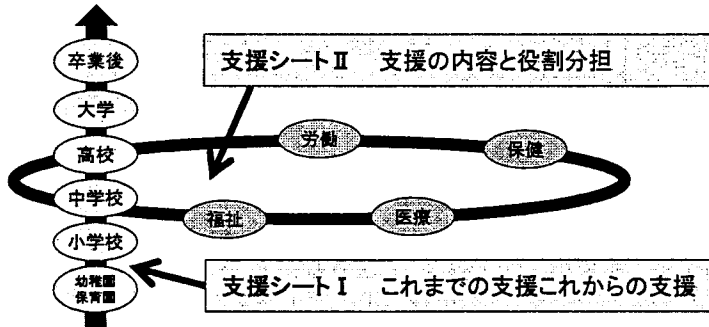 卒業後
大学
高校
中学校
小学校
幼稚園
保育園
支援シートⅡ 支援の内容と役割分担
労働
保健
福祉
医療
支援シートⅠ これまでの支援これからの支援